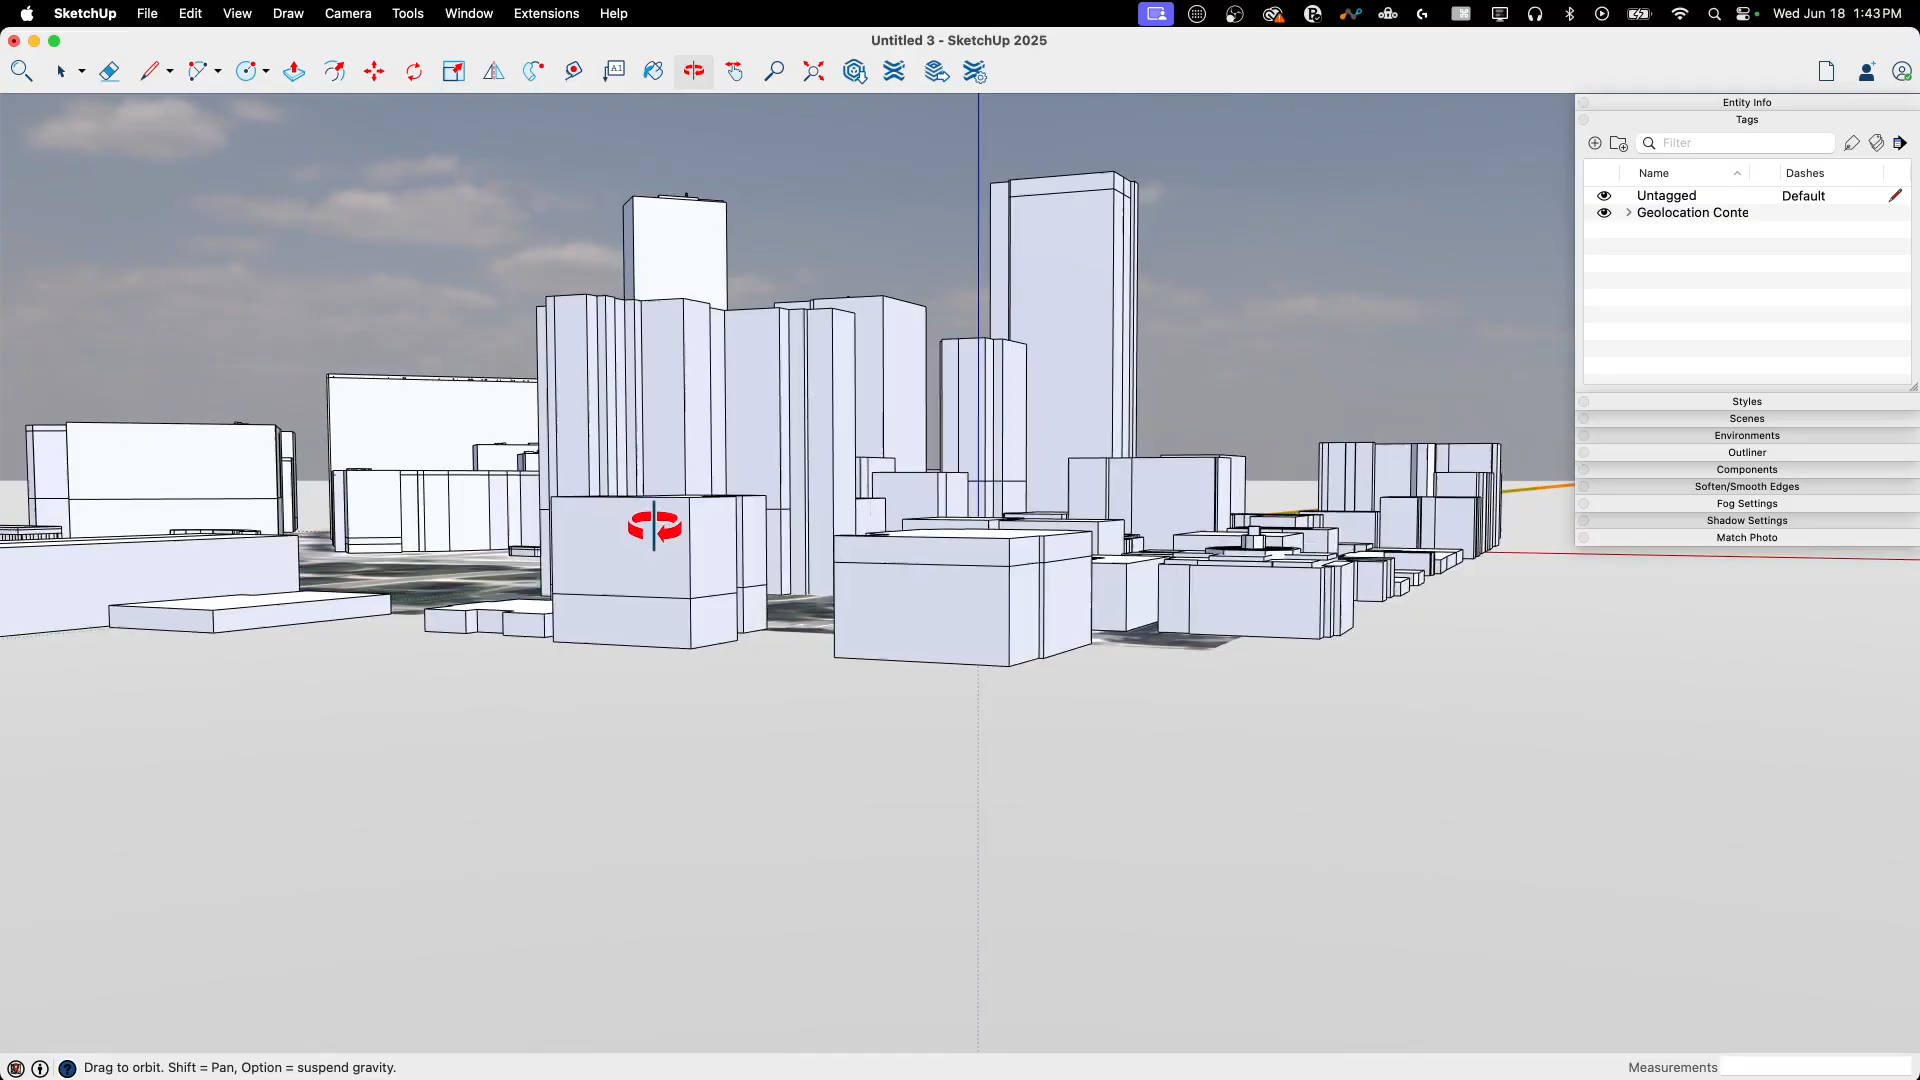 SketchUp File Edit View Draw Camera Tools Window Extensions Help Wed Jun 18 1:43 PM
Untitled 3 - SketchUp 2025
A1
Entity Info
Tags
Filter
Name Dashes
Untagged Default
Geolocation Conte
Styles
Scenes
Environments
Outliner
Components
Soften/Smooth Edges
Fog Settings
Shadow Settings
Match Photo
Drag to orbit. Shift = Pan, Option = suspend gravity. Measurements